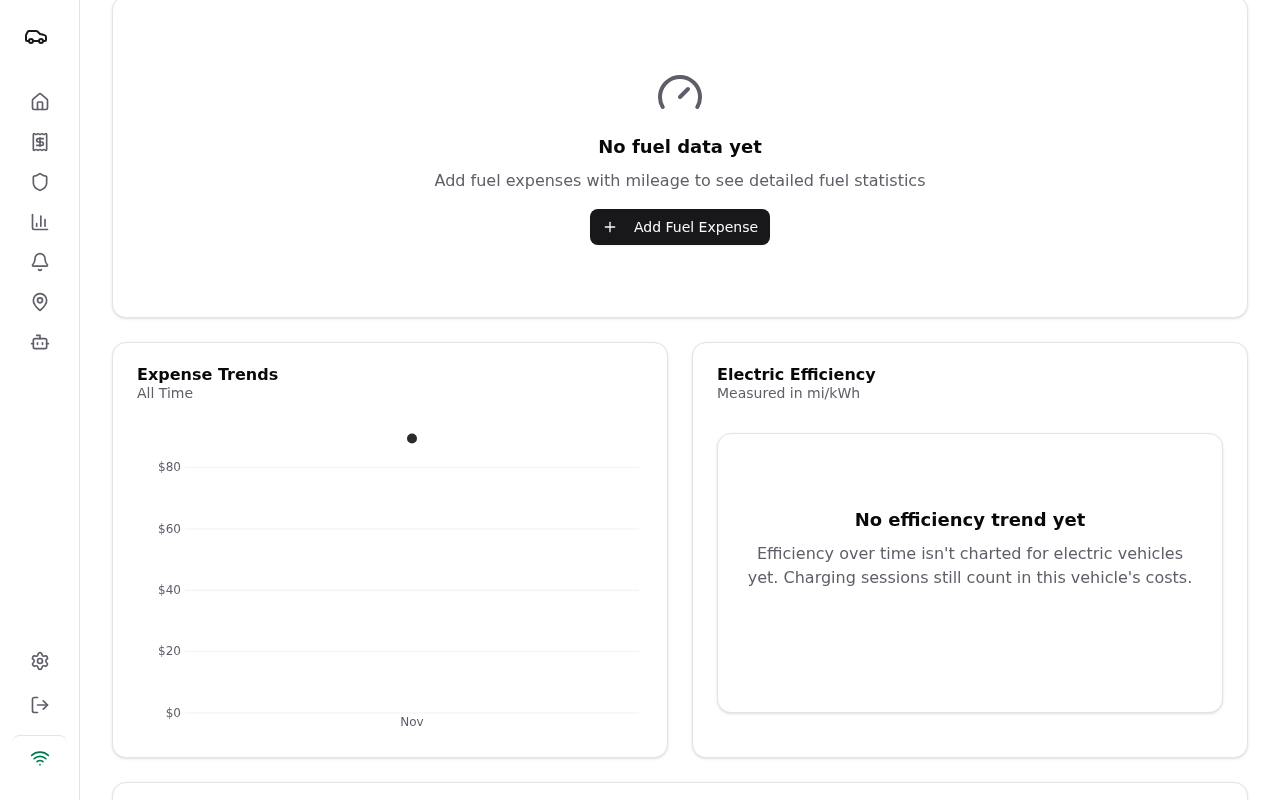 No fuel data yet
Add fuel expenses with mileage to see detailed fuel statistics
Add Fuel Expense
Expense Trends
All Time
$80
$60
$40
$20
$0
Nov
Electric Efficiency
Measured in mi/kWh
No efficiency trend yet
Efficiency over time isn't charted for electric vehicles
yet. Charging sessions still count in this vehicle's costs.